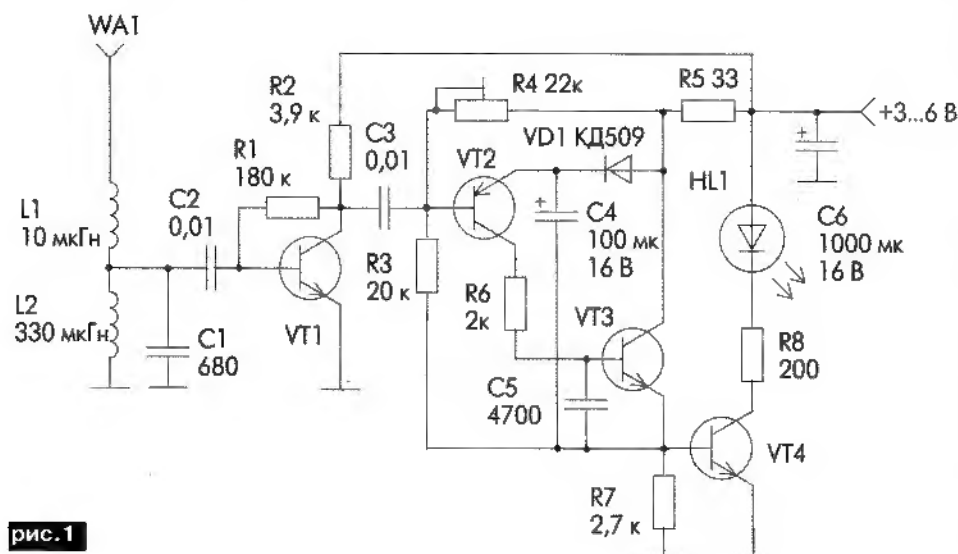 WA1
R2
3,9 к
R4 22к
R5 33
+3...6 В
C3
0,01
R1
180 к
VD1 КД509
VT2
HL1
C2
0,01
L1
10 мкГн
+
C4
100 мк
16 В
+
C6
1000 мк
16 В
R3
20 к
R6
2к
L2
330 мкГн
VT3
C1
680
VT1
R8
200
C5
4700
VT4
R7
2,7 к
рис.1